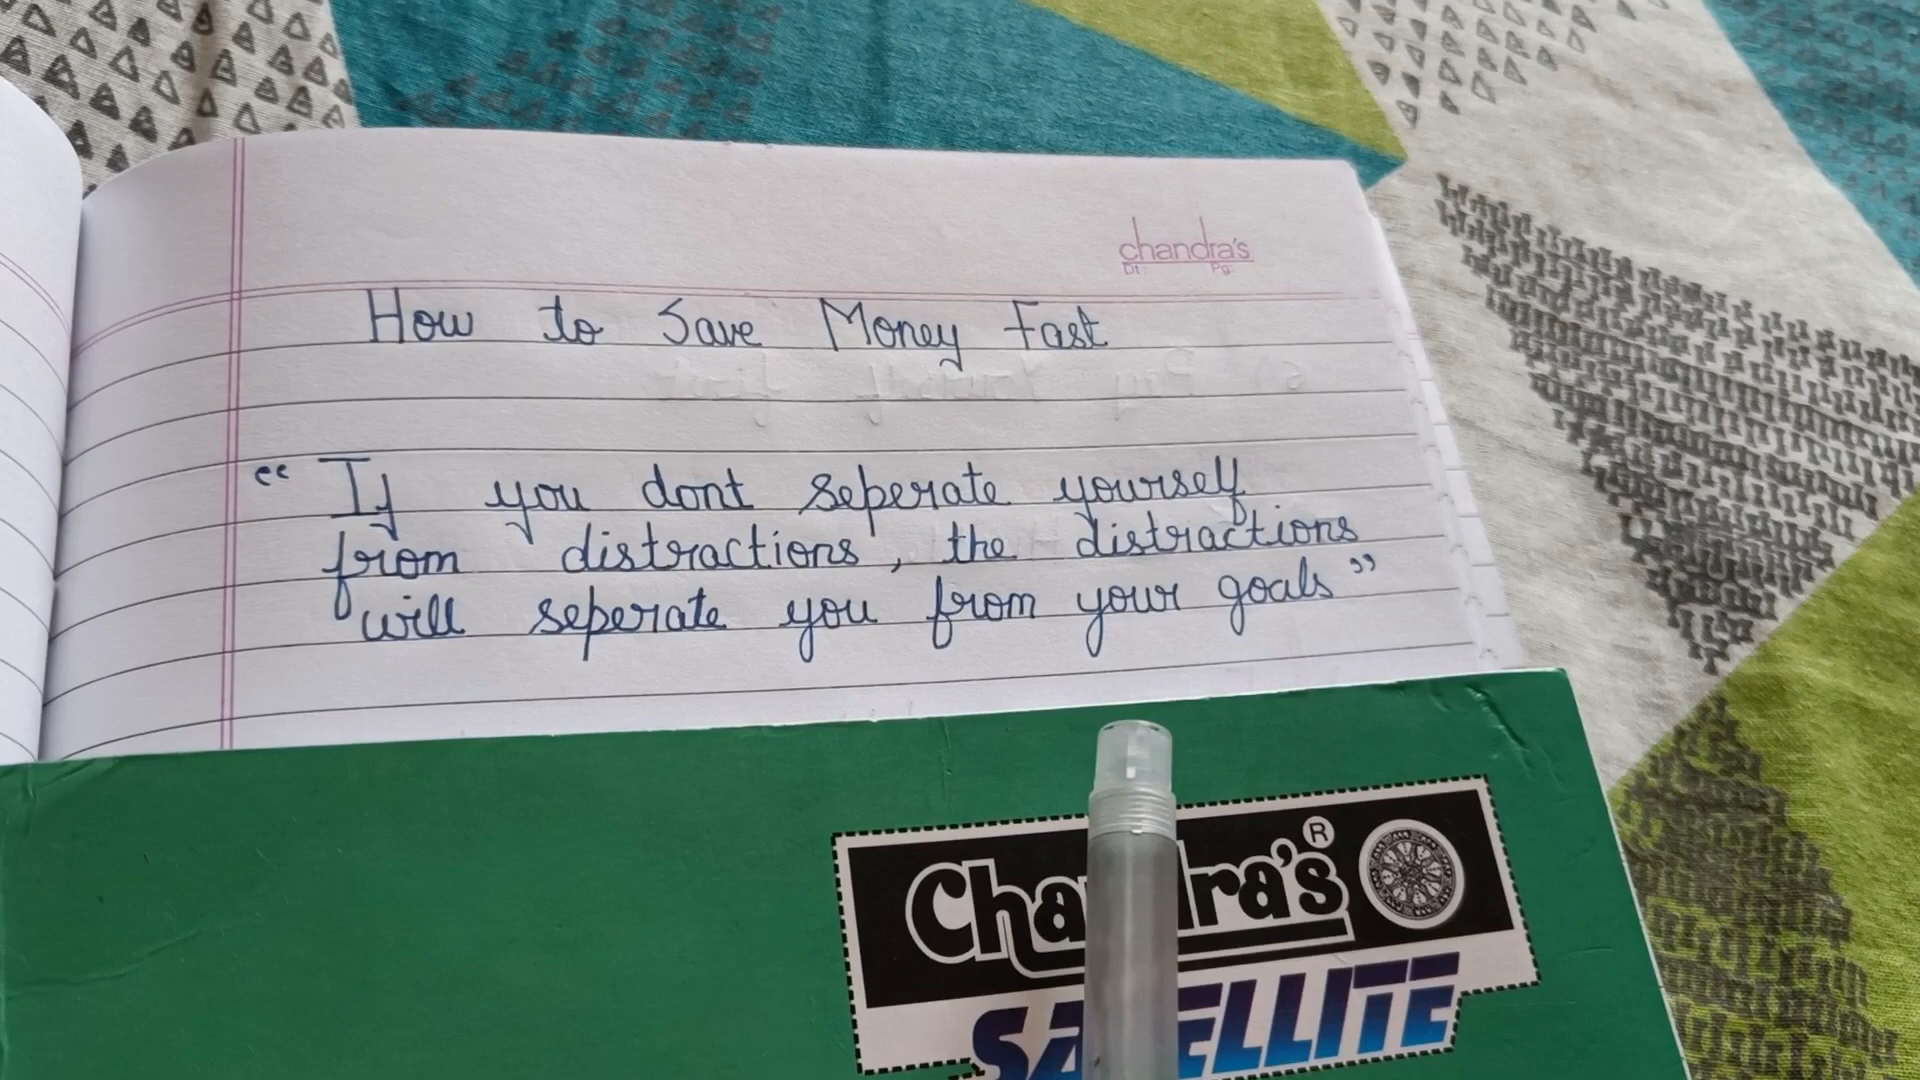 chandra's
Dt. Pg.
How to Save Money Fast
“If you dont seperate yourself
from distractions, the distractions
will seperate you from your goals”
Chandra's®
SATELLITE